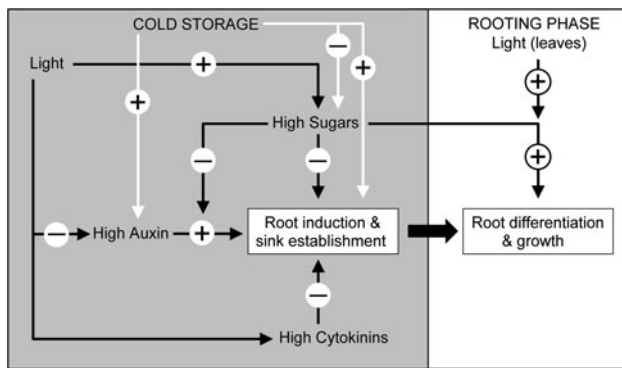 COLD STORAGE
ROOTING PHASE
Light (leaves)
Light
+
−
+
+
+
High Sugars
−
−
+
−
High Auxin
+
Root induction &
sink establishment
Root differentiation
& growth
−
High Cytokinins